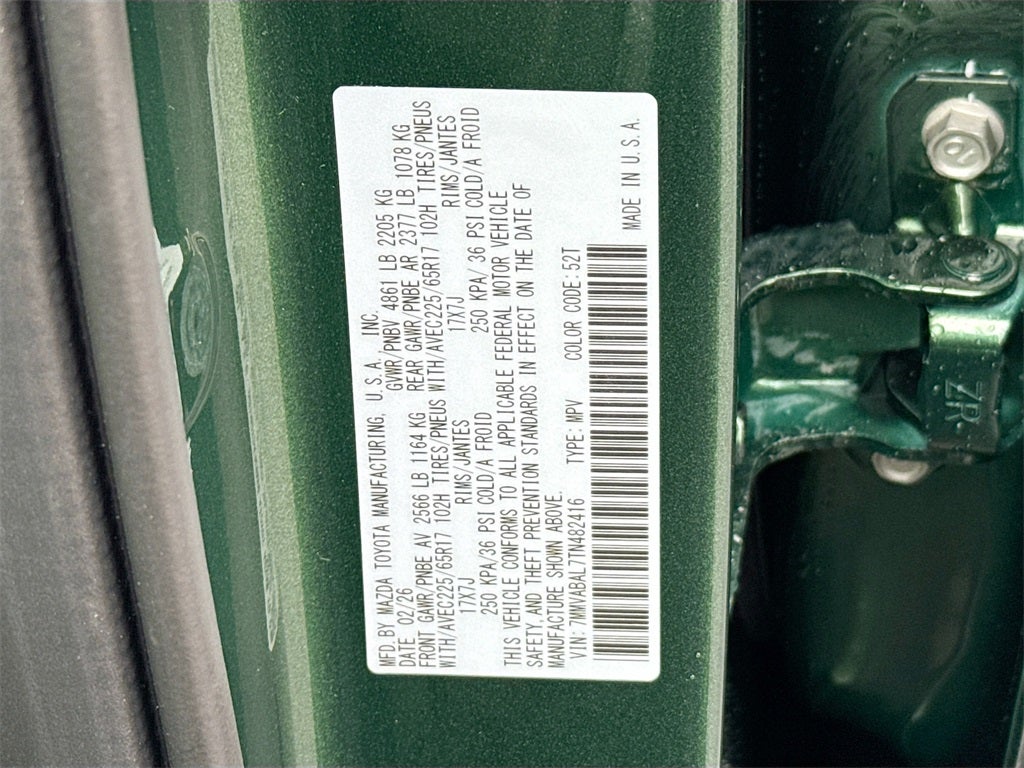 MFD.BY MAZDA TOYOTA MANUFACTURING, U.S.A. INC.
DATE 02/26 GVWR/PNBV 4861 LB 2205 KG
FRONT GAWR/PNBE AV 2566 LB 1164 KG REAR GAWR/PNBE AR 2377 LB 1078 KG
WITH/AVEC225/65R17 102H TIRES/PNEUS WITH/AVEC225/65R17 102H TIRES/PNEUS
17X7J RIMS/JANTES 17X7J RIMS/JANTES
250 KPA/36 PSI COLD/A FROID 250 KPA/ 36 PSI COLD/A FROID
THIS VEHICLE CONFORMS TO ALL APPLICABLE FEDERAL MOTOR VEHICLE
SAFETY,AND THEFT PREVENTION STANDARDS IN EFFECT ON THE DATE OF
MANUFACTURE SHOWN ABOVE.
VIN: 7MMVABAL7TN482416 TYPE: MPV COLOR CODE:52T
MADE IN U.S.A.
ZR.